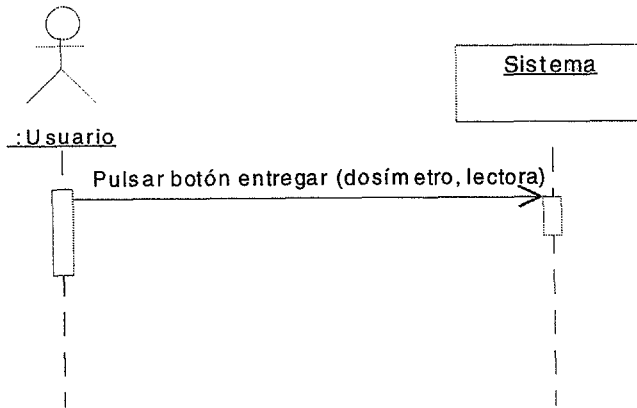 Sistema
:Usuario
Pulsar botón entregar (dosímetro, lectora)